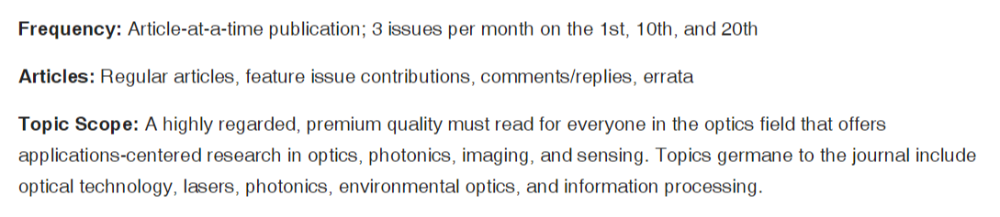 Frequency: Article-at-a-time publication; 3 issues per month on the 1st, 10th, and 20th
Articles: Regular articles, feature issue contributions, comments/replies, errata
Topic Scope: A highly regarded, premium quality must read for everyone in the optics field that offers
applications-centered research in optics, photonics, imaging, and sensing. Topics germane to the journal include
optical technology, lasers, photonics, environmental optics, and information processing.